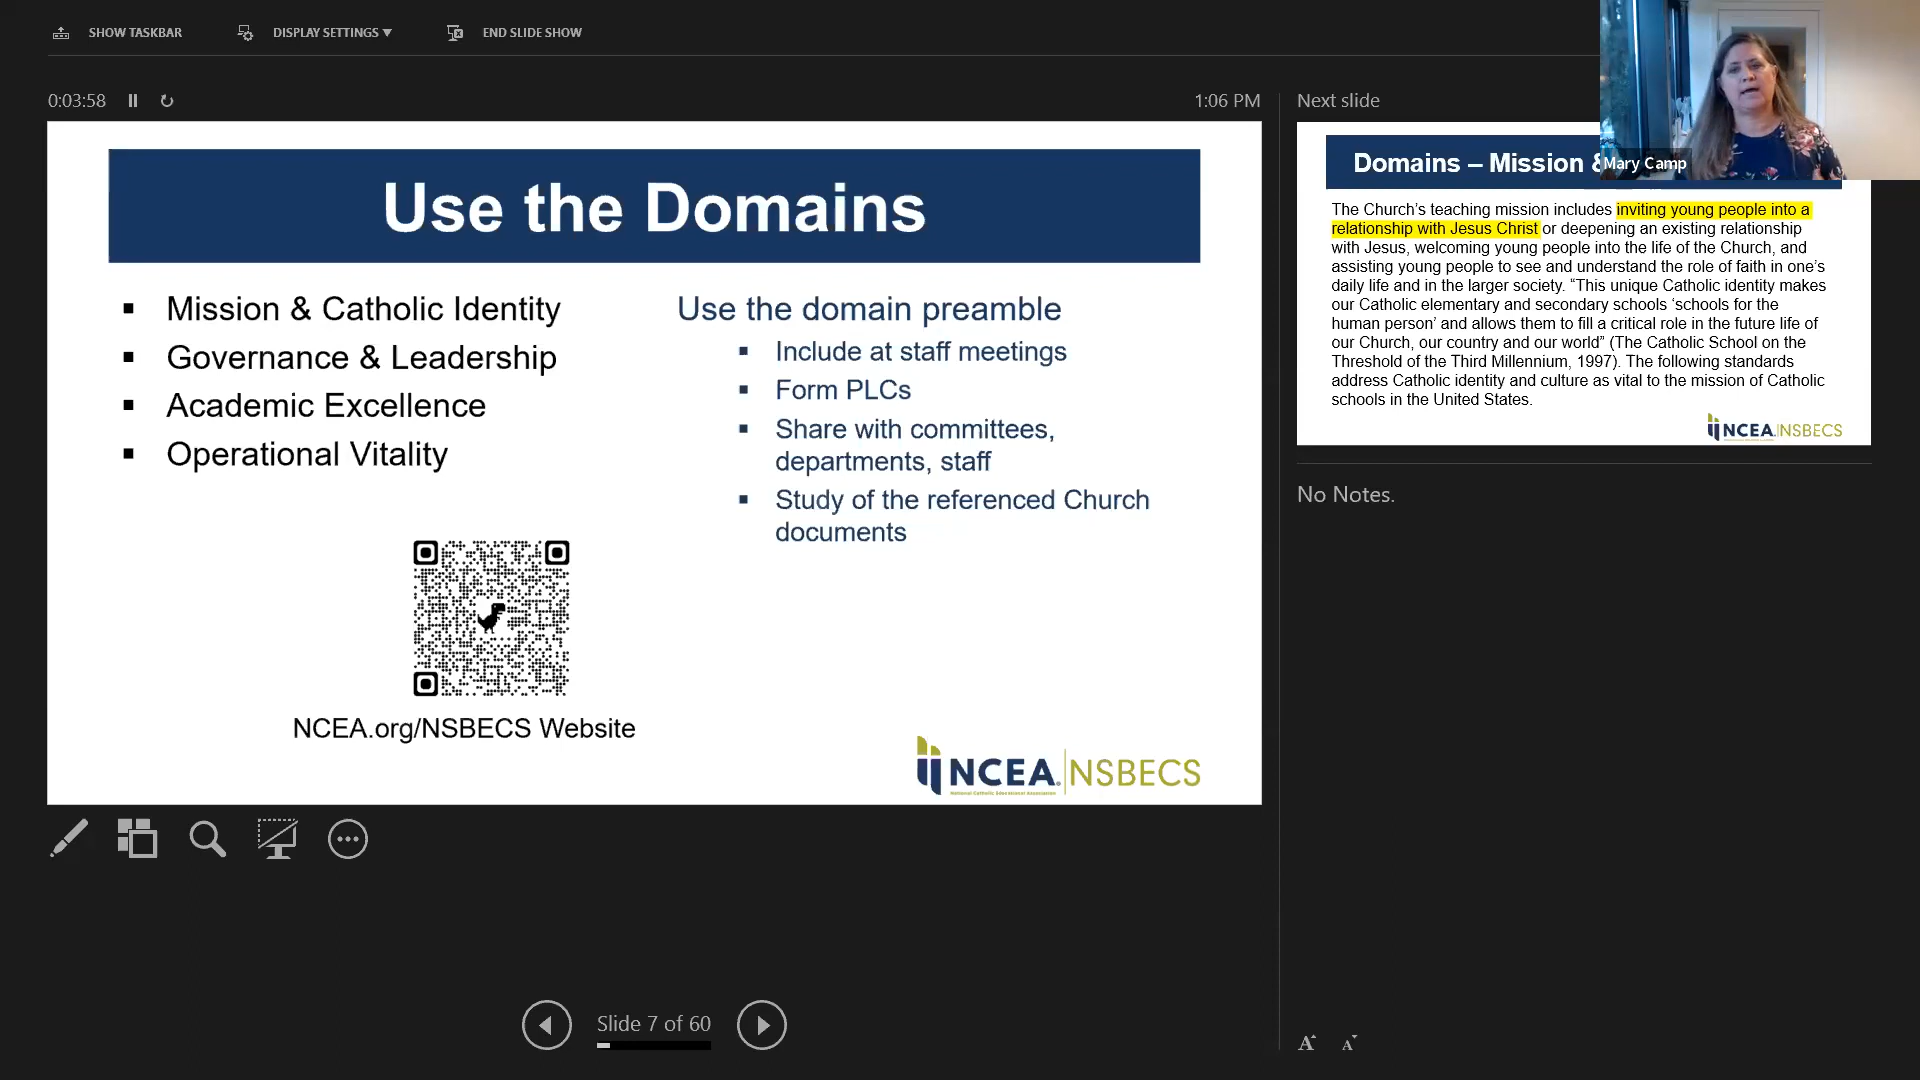 SHOW TASKBAR
DISPLAY SETTINGS ▼
END SLIDE SHOW
0:03:58
1:06 PM
Use the Domains
▪ Mission & Catholic Identity
▪ Governance & Leadership
▪ Academic Excellence
▪ Operational Vitality
Use the domain preamble
▪ Include at staff meetings
▪ Form PLCs
▪ Share with committees,
departments, staff
▪ Study of the referenced Church
documents
NCEA.org/NSBECS Website
NCEA. NSBECS
National Catholic Educational Association
Slide 7 of 60
Next slide
Mary Camp
Domains – Mission &
The Church's teaching mission includes inviting young people into a
relationship with Jesus Christ or deepening an existing relationship
with Jesus, welcoming young people into the life of the Church, and
assisting young people to see and understand the role of faith in one's
daily life and in the larger society. “This unique Catholic identity makes
our Catholic elementary and secondary schools ‘schools for the
human person’ and allows them to fill a critical role in the future life of
our Church, our country and our world” (The Catholic School on the
Threshold of the Third Millennium, 1997). The following standards
address Catholic identity and culture as vital to the mission of Catholic
schools in the United States.
NCEA. NSBECS
No Notes.
A A